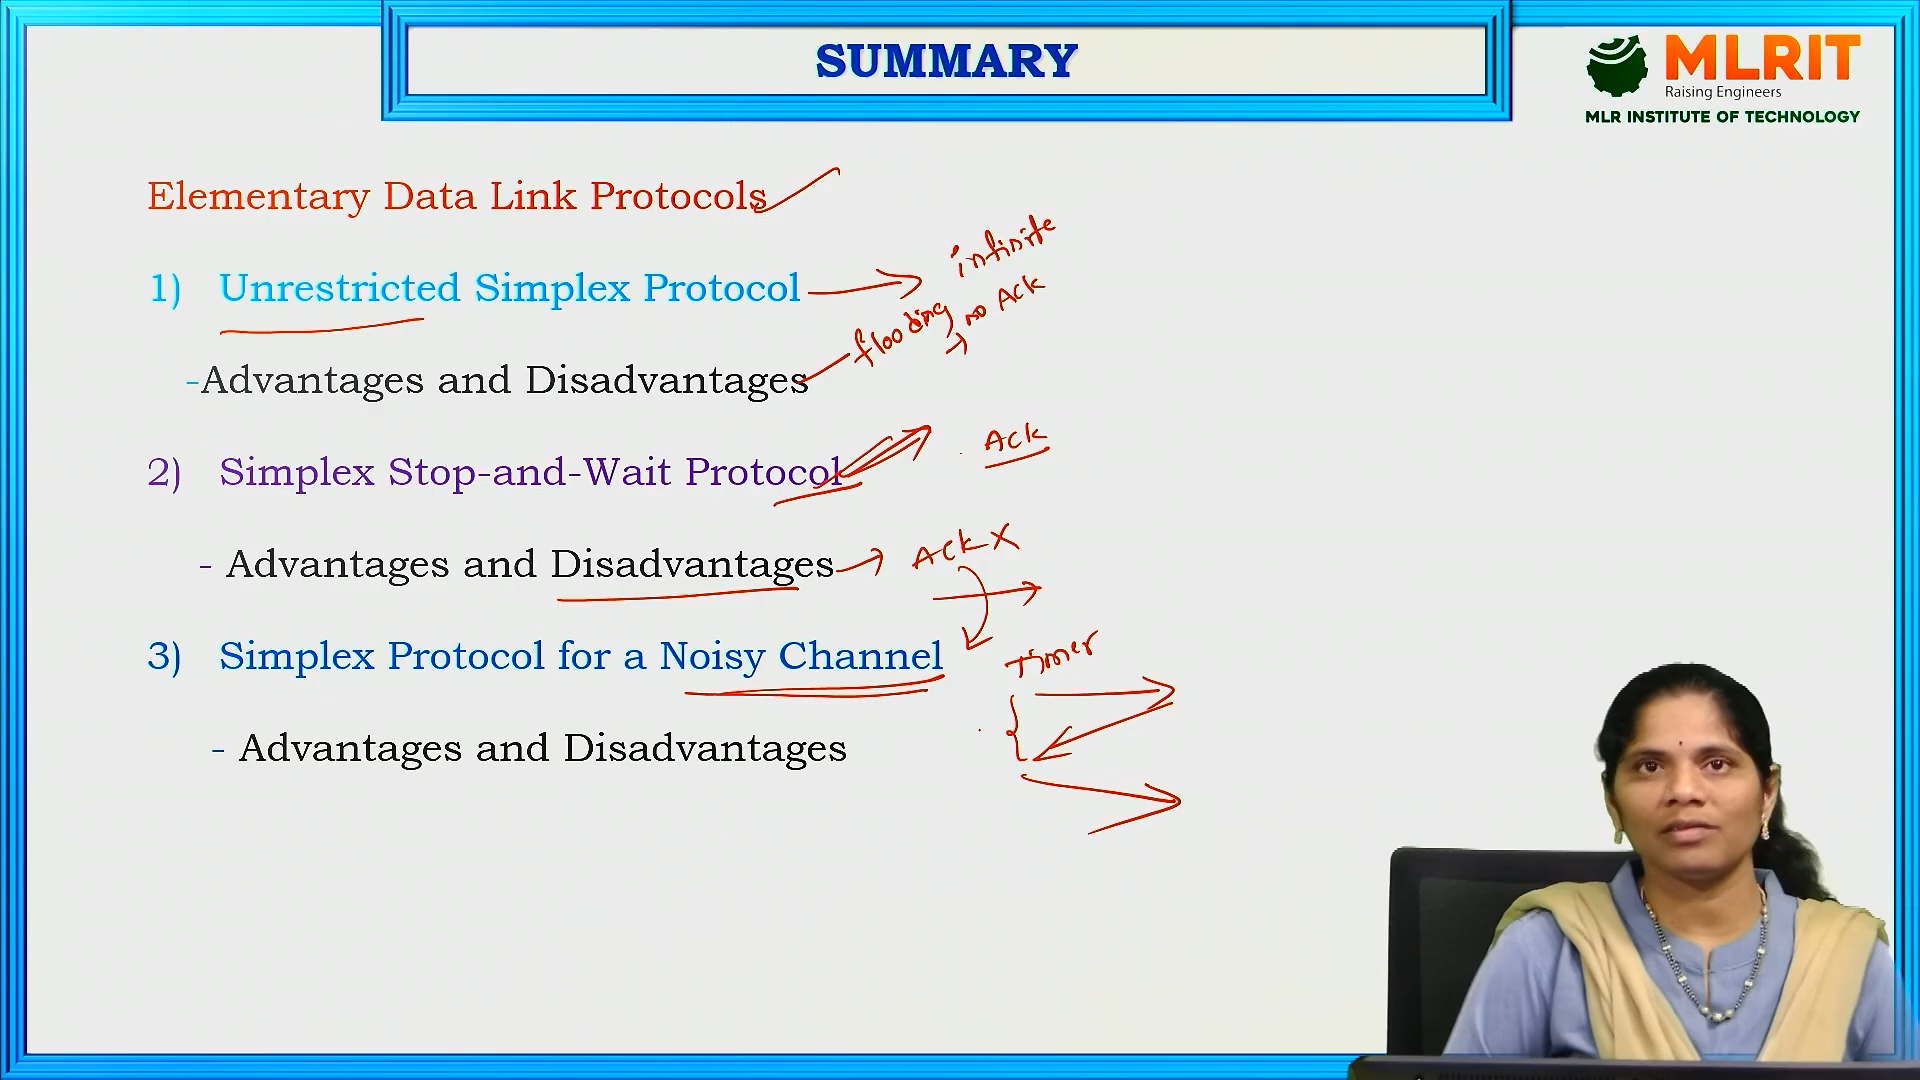 SUMMARY
MLRIT
Raising Engineers
MLR INSTITUTE OF TECHNOLOGY
Elementary Data Link Protocols
infinite
1) Unrestricted Simplex Protocol
no Ack
flooding
-Advantages and Disadvantages
Ack
2) Simplex Stop-and-Wait Protocol
- Advantages and Disadvantages
Ack X
3) Simplex Protocol for a Noisy Channel
Timer
- Advantages and Disadvantages